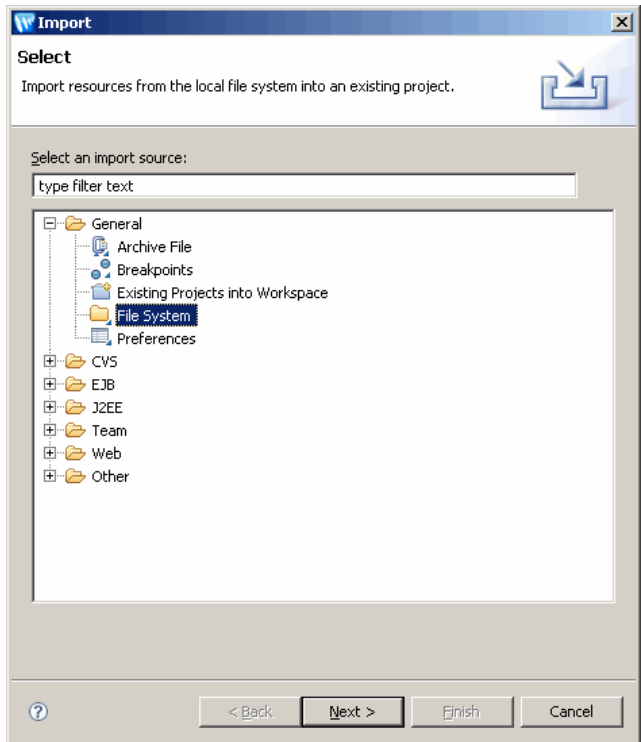 Import
Select
Import resources from the local file system into an existing project.
Select an import source:
type filter text
General
Archive File
Breakpoints
Existing Projects into Workspace
File System
Preferences
CVS
EJB
J2EE
Team
Web
Other
< Back Next > Finish Cancel